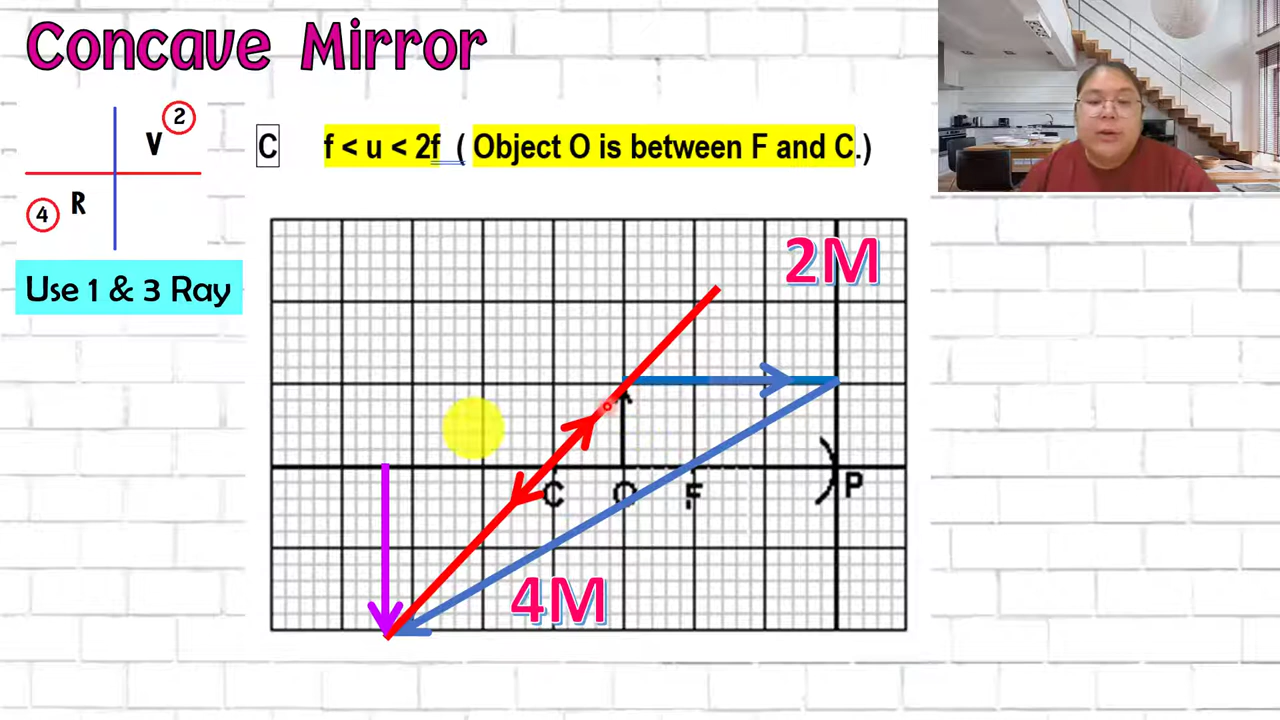 Concave Mirror
V 2
4 R
Use 1 & 3 Ray
C f < u < 2f ( Object O is between F and C.)
2M
C O F P
4M